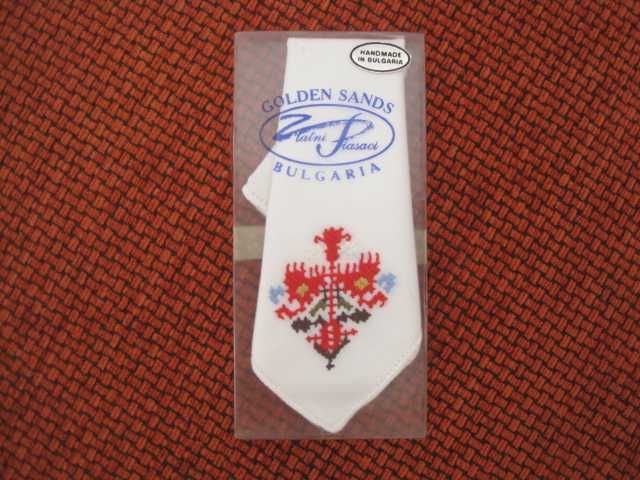 HANDMADE
IN BULGARIA
GOLDEN SANDS
Zlatni Piasaci
BULGARIA